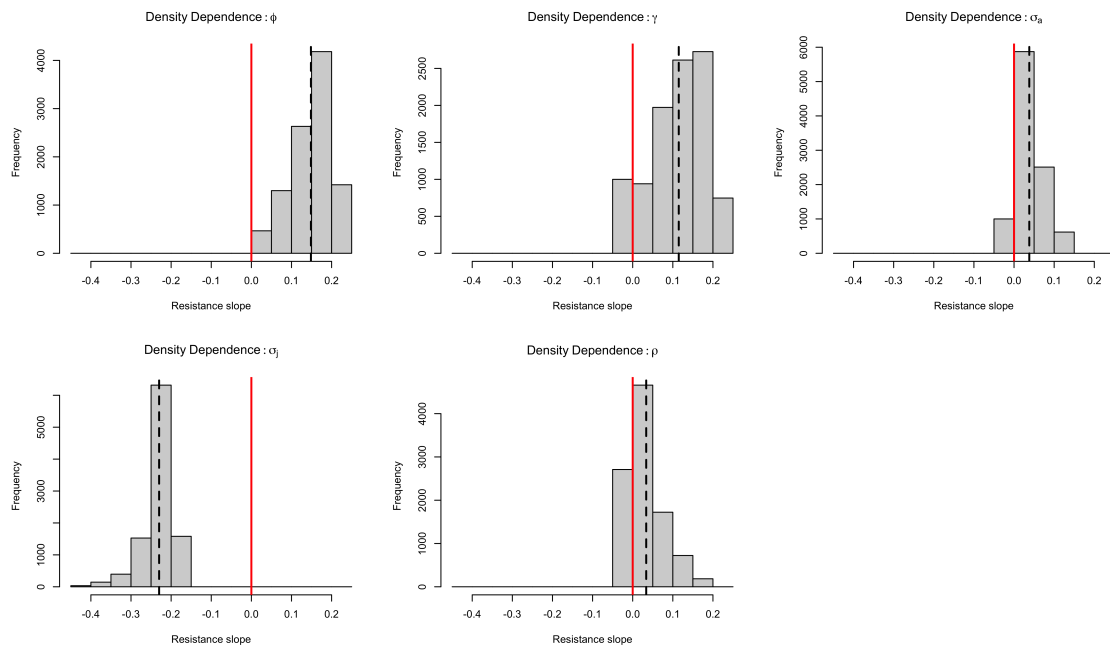 Density Dependence : ϕ
Frequency
0 1000 2000 3000 4000
-0.4 -0.3 -0.2 -0.1 0.0 0.1 0.2
Resistance slope
Density Dependence : γ
Frequency
0 500 1000 1500 2000 2500
-0.4 -0.3 -0.2 -0.1 0.0 0.1 0.2
Resistance slope
Density Dependence : σa
Frequency
0 1000 2000 3000 4000 5000 6000
-0.4 -0.3 -0.2 -0.1 0.0 0.1 0.2
Resistance slope
Density Dependence : σj
Frequency
0 1000 3000 5000
-0.4 -0.3 -0.2 -0.1 0.0 0.1 0.2
Resistance slope
Density Dependence : ρ
Frequency
0 1000 2000 3000 4000
-0.4 -0.3 -0.2 -0.1 0.0 0.1 0.2
Resistance slope